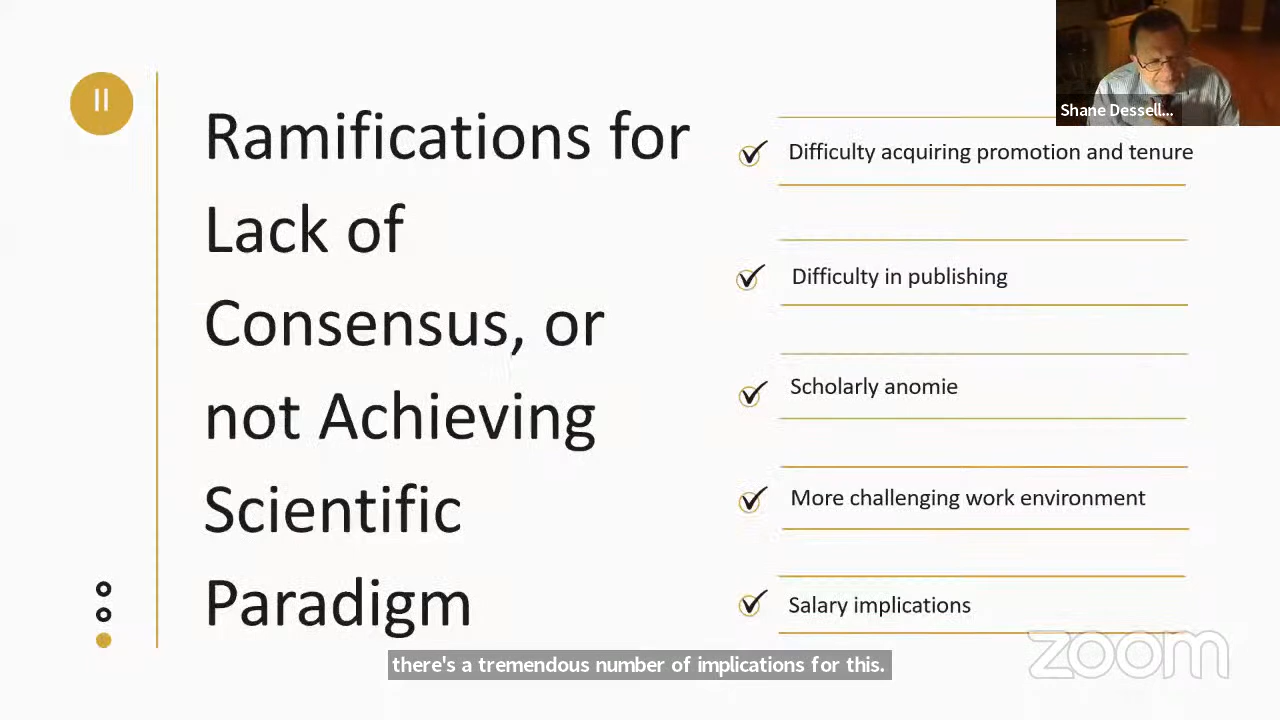 II
Ramifications for
Lack of
Consensus, or
not Achieving
Scientific
Paradigm
Shane Dessell...
Difficulty acquiring promotion and tenure
Difficulty in publishing
Scholarly anomie
More challenging work environment
Salary implications
there's a tremendous number of implications for this.
zoom